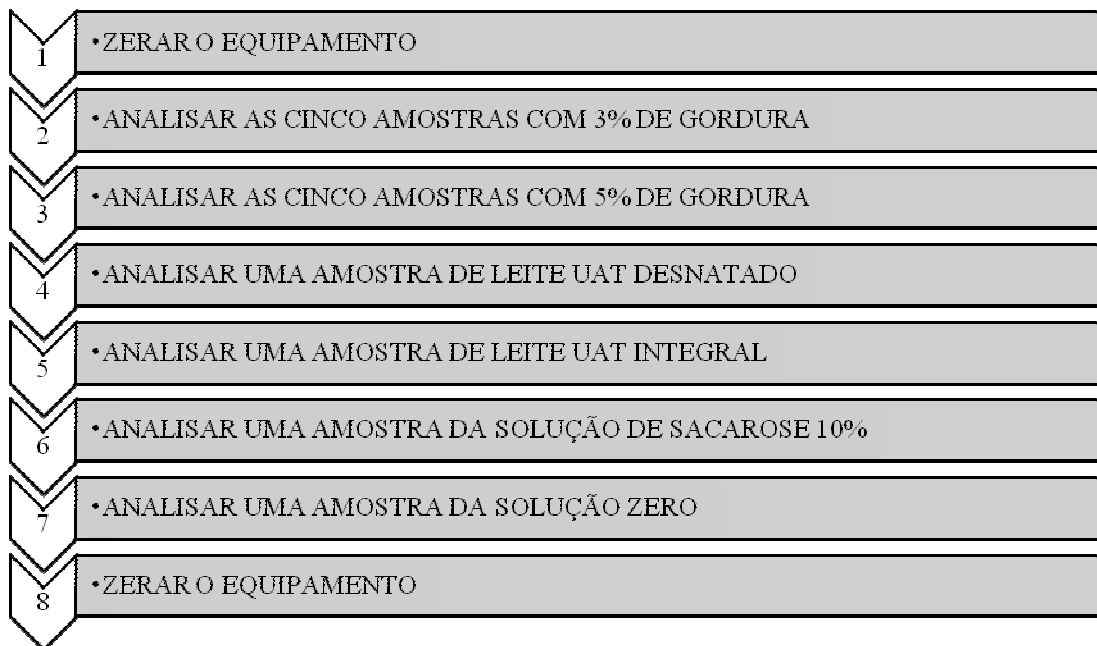 1 •ZERAR O EQUIPAMENTO
2 •ANALISAR AS CINCO AMOSTRAS COM 3% DE GORDURA
3 •ANALISAR AS CINCO AMOSTRAS COM 5% DE GORDURA
4 •ANALISAR UMA AMOSTRA DE LEITE UAT DESNATADO
5 •ANALISAR UMA AMOSTRA DE LEITE UAT INTEGRAL
6 •ANALISAR UMA AMOSTRA DA SOLUÇÃO DE SACAROSE 10%
7 •ANALISAR UMA AMOSTRA DA SOLUÇÃO ZERO
8 •ZERAR O EQUIPAMENTO